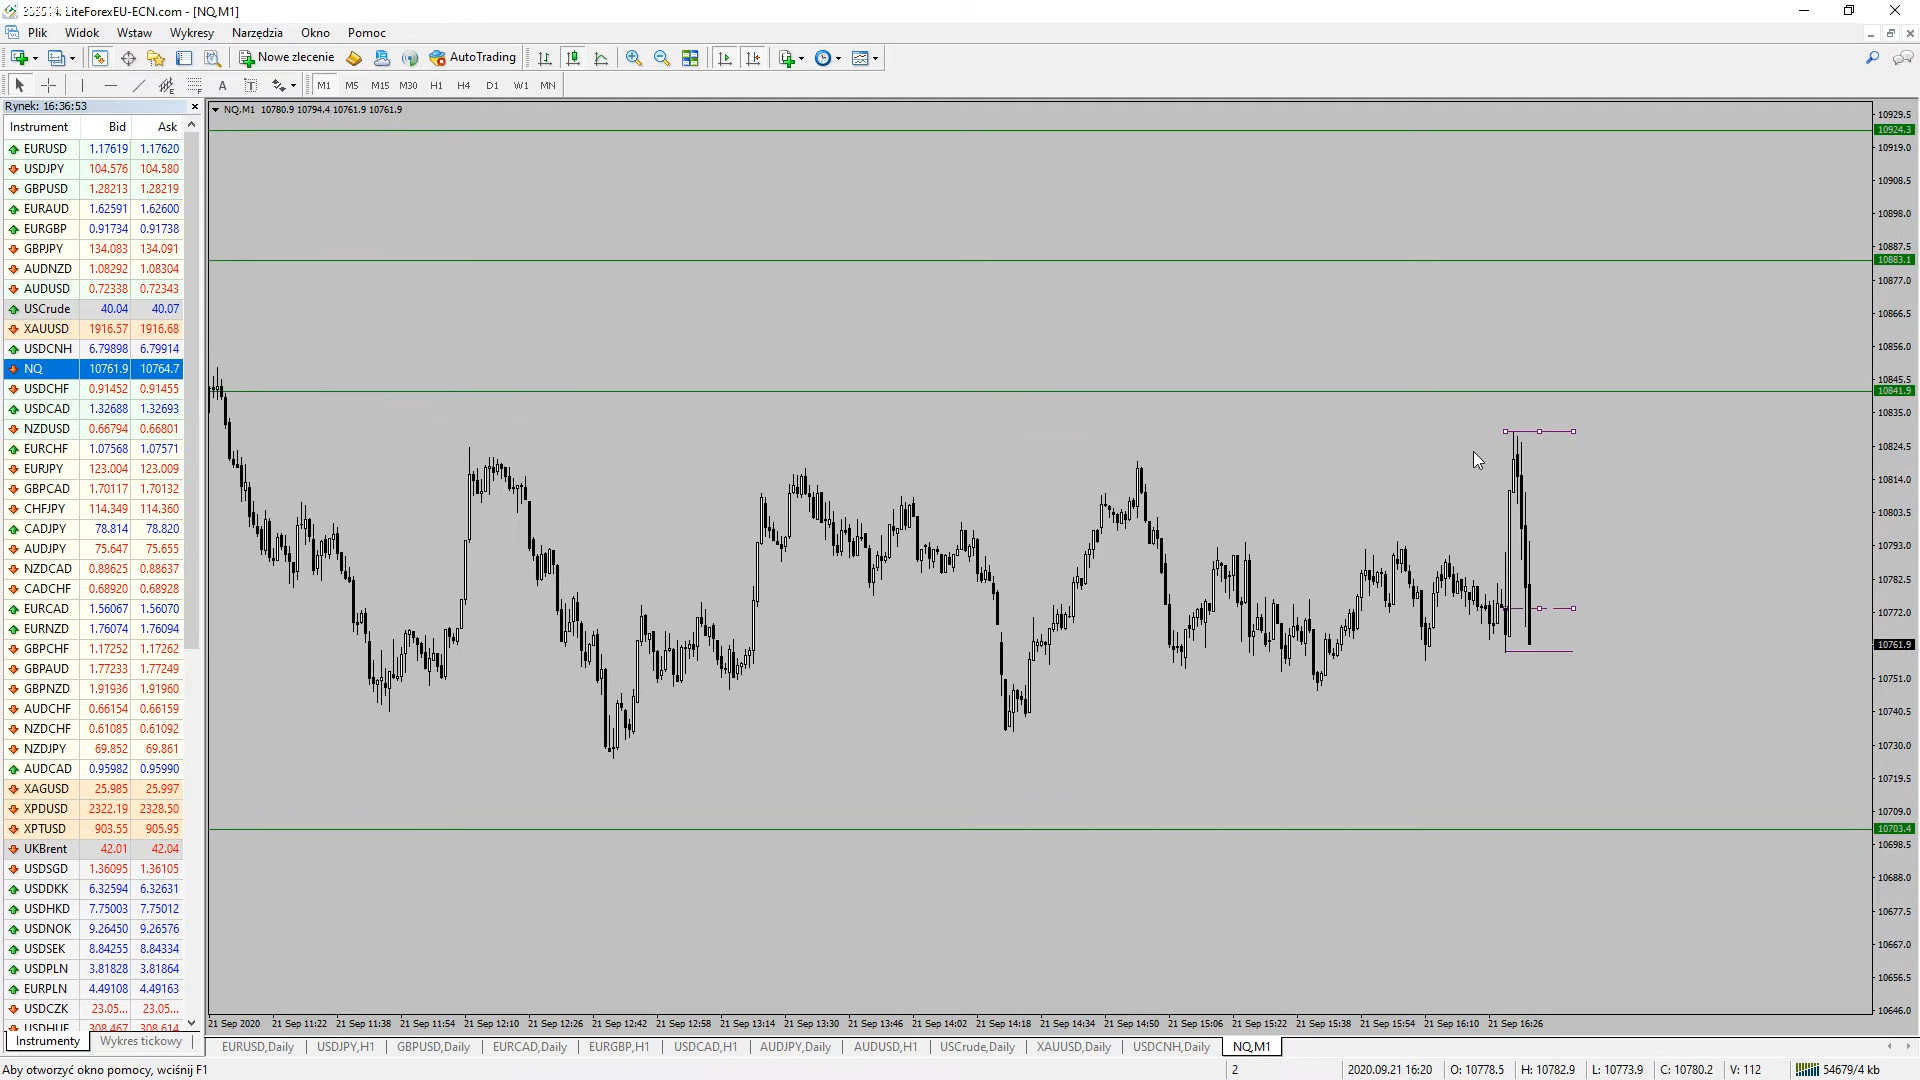 LiteForexEU-ECN.com - [NQ,M1]
Plik Widok Wstaw Wykresy Narzędzia Okno Pomoc
Nowe zlecenie AutoTrading
A T M1 M5 M15 M30 H1 H4 D1 W1 MN
Rynek: 16:36:53
Instrument Bid Ask
EURUSD 1.17619 1.17620
USDJPY 104.576 104.580
GBPUSD 1.28213 1.28219
EURAUD 1.62591 1.62600
EURGBP 0.91734 0.91738
GBPJPY 134.083 134.091
AUDNZD 1.08292 1.08304
AUDUSD 0.72338 0.72343
USCrude 40.04 40.07
XAUUSD 1916.57 1916.68
USDCNH 6.79898 6.79914
NQ 10761.9 10764.7
USDCHF 0.91452 0.91455
USDCAD 1.32688 1.32693
NZDUSD 0.66794 0.66801
EURCHF 1.07568 1.07571
EURJPY 123.004 123.009
GBPCAD 1.70117 1.70132
CHFJPY 114.349 114.360
CADJPY 78.814 78.820
AUDJPY 75.647 75.655
NZDCAD 0.88625 0.88637
CADCHF 0.68920 0.68928
EURCAD 1.56067 1.56070
EURNZD 1.76074 1.76094
GBPCHF 1.17252 1.17262
GBPAUD 1.77233 1.77249
GBPNZD 1.91936 1.91960
AUDCHF 0.66154 0.66159
NZDCHF 0.61085 0.61092
NZDJPY 69.852 69.861
AUDCAD 0.95982 0.95990
XAGUSD 25.985 25.997
XPDUSD 2322.19 2328.50
XPTUSD 903.55 905.95
UKBrent 42.01 42.04
USDSGD 1.36095 1.36105
USDDKK 6.32594 6.32631
USDHKD 7.75003 7.75012
USDNOK 9.26450 9.26576
USDSEK 8.84255 8.84334
USDPLN 3.81828 3.81864
EURPLN 4.49108 4.49163
USDCZK 23.05... 23.05...
USDHUF 308.467 308.614
Instrumenty Wykres tickowy
NQ,M1 10780.9 10794.4 10761.9 10761.9
10929.5
10924.3
10919.0
10908.5
10898.0
10887.5
10883.1
10877.0
10866.5
10856.0
10845.5
10841.9
10835.0
10824.5
10814.0
10803.5
10793.0
10782.5
10772.0
10761.9
10751.0
10740.5
10730.0
10719.5
10709.0
10703.4
10698.5
10688.0
10677.5
10667.0
10656.5
10646.0
21 Sep 2020 21 Sep 11:22 21 Sep 11:38 21 Sep 11:54 21 Sep 12:10 21 Sep 12:26 21 Sep 12:42 21 Sep 12:58 21 Sep 13:14 21 Sep 13:30 21 Sep 13:46 21 Sep 14:02 21 Sep 14:18 21 Sep 14:34 21 Sep 14:50 21 Sep 15:06 21 Sep 15:22 21 Sep 15:38 21 Sep 15:54 21 Sep 16:10 21 Sep 16:26
EURUSD,Daily USDJPY,H1 GBPUSD,Daily EURCAD,Daily EURGBP,H1 USDCAD,H1 AUDJPY,Daily AUDUSD,H1 USCrude,Daily XAUUSD,Daily USDCNH,Daily NQ,M1
Aby otworzyć okno pomocy, wciśnij F1 2 2020.09.21 16:20 O: 10778.5 H: 10782.9 L: 10773.9 C: 10780.2 V: 112 54679/4 kb